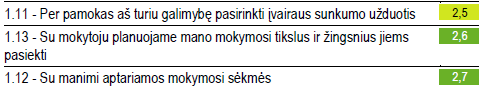 1.11 - Per pamokas aš turiu galimybę pasirinkti įvairaus sunkumo užduotis 2,5
1.13 - Su mokytoju planuojame mano mokymosi tikslus ir žingsnius jiems 2,6
pasiekti
1.12 - Su manimi aptariamos mokymosi sėkmės 2,7